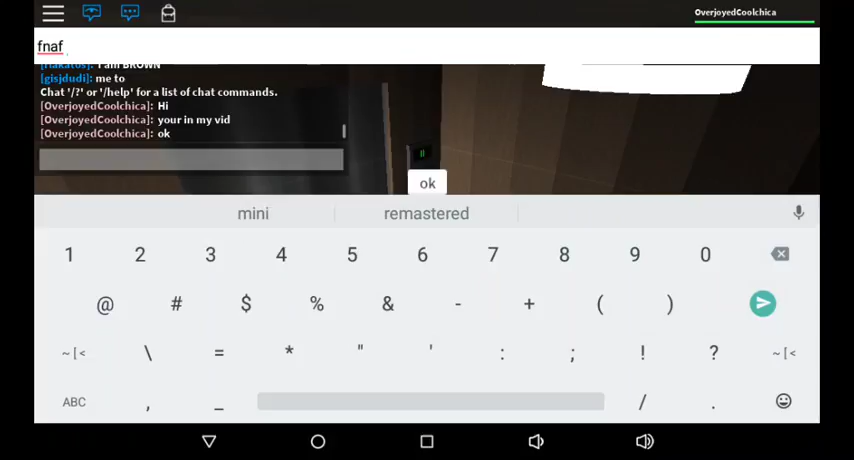 OverjoyedCoolchica
fnaf
I am BROWN
[gisjdudi]: me to
Chat '/?' or '/help' for a list of chat commands.
[OverjoyedCoolchica]: Hi
[OverjoyedCoolchica]: your in my vid
[OverjoyedCoolchica]: ok
ok
mini remastered
1 2 3 4 5 6 7 8 9 0
@ # $ % & - + ( )
~[< \ = * " ' : ; ! ? ~[<
ABC , _ / .